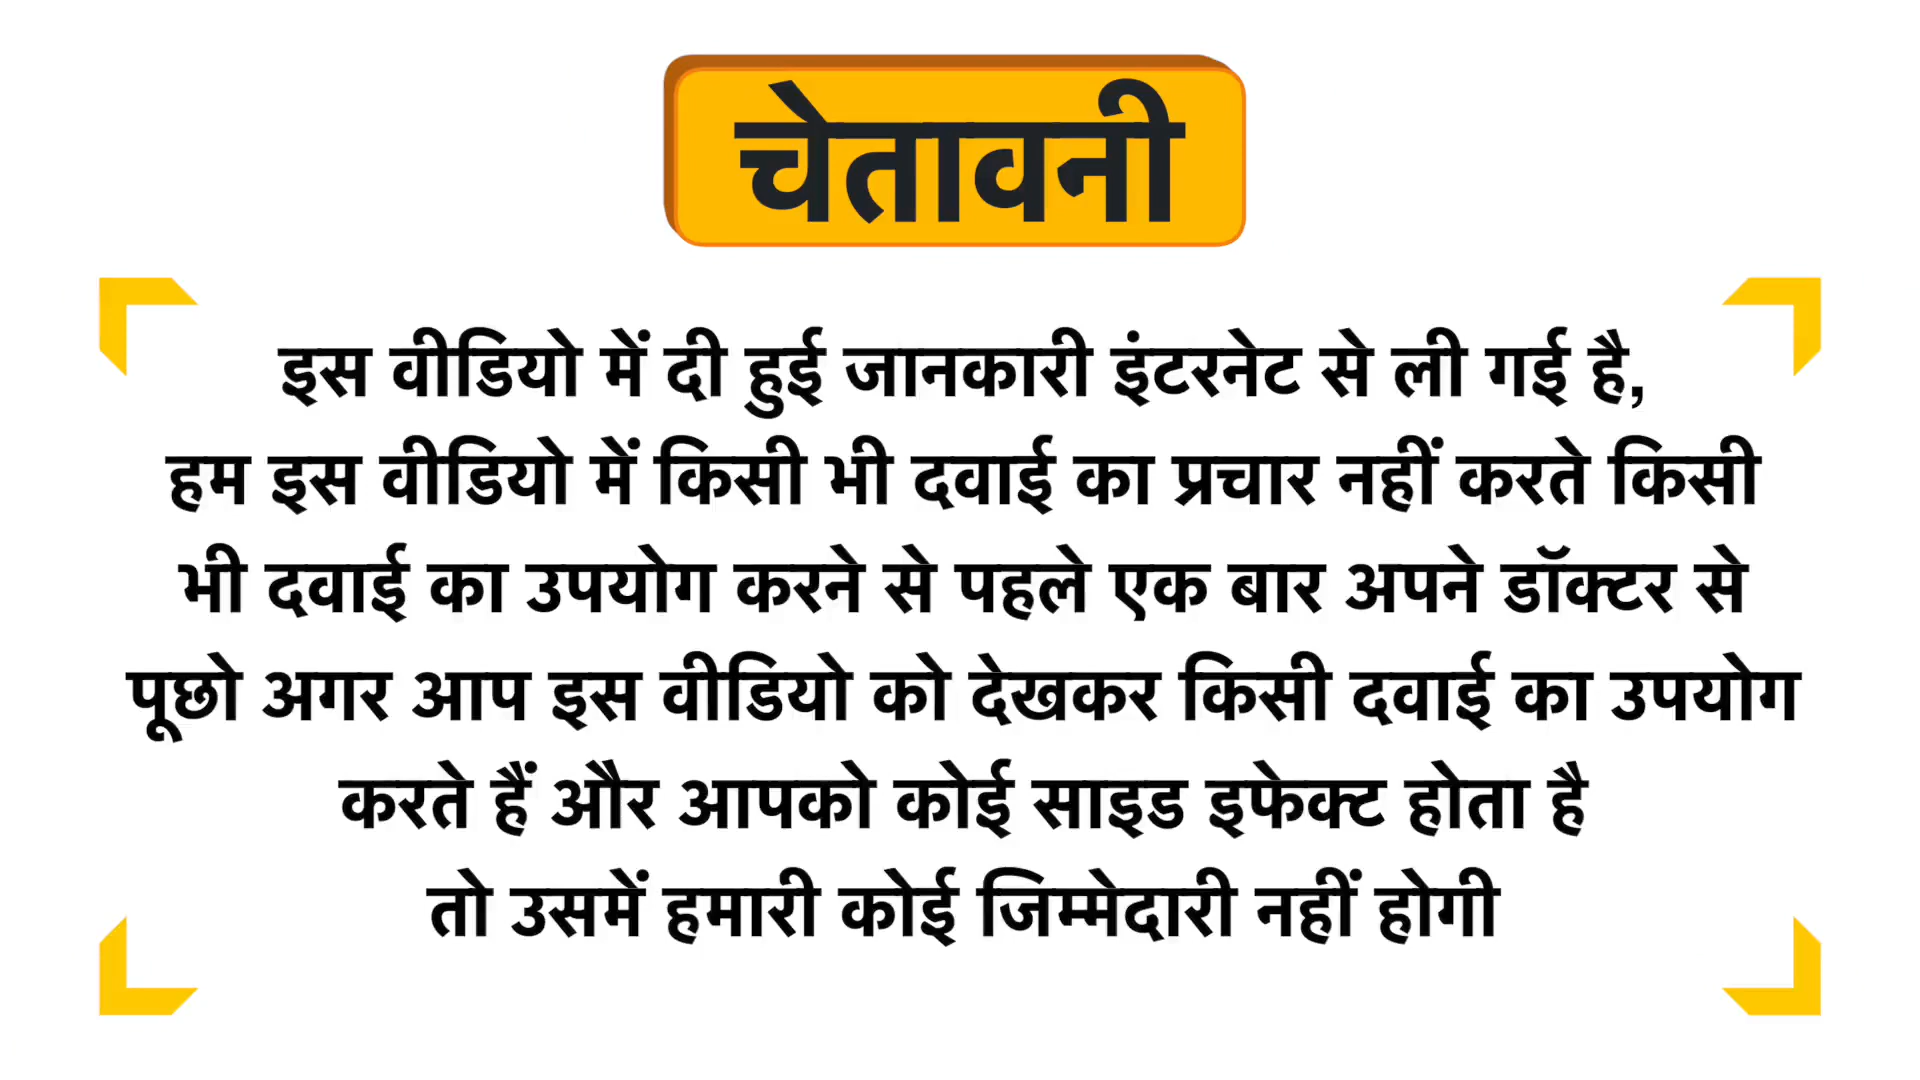 चेतावनी
इस वीडियो में दी हुई जानकारी इंटरनेट से ली गई है,
हम इस वीडियो में किसी भी दवाई का प्रचार नहीं करते किसी
भी दवाई का उपयोग करने से पहले एक बार अपने डॉक्टर से
पूछो अगर आप इस वीडियो को देखकर किसी दवाई का उपयोग
करते हैं और आपको कोई साइड इफेक्ट होता है
तो उसमें हमारी कोई जिम्मेदारी नहीं होगी